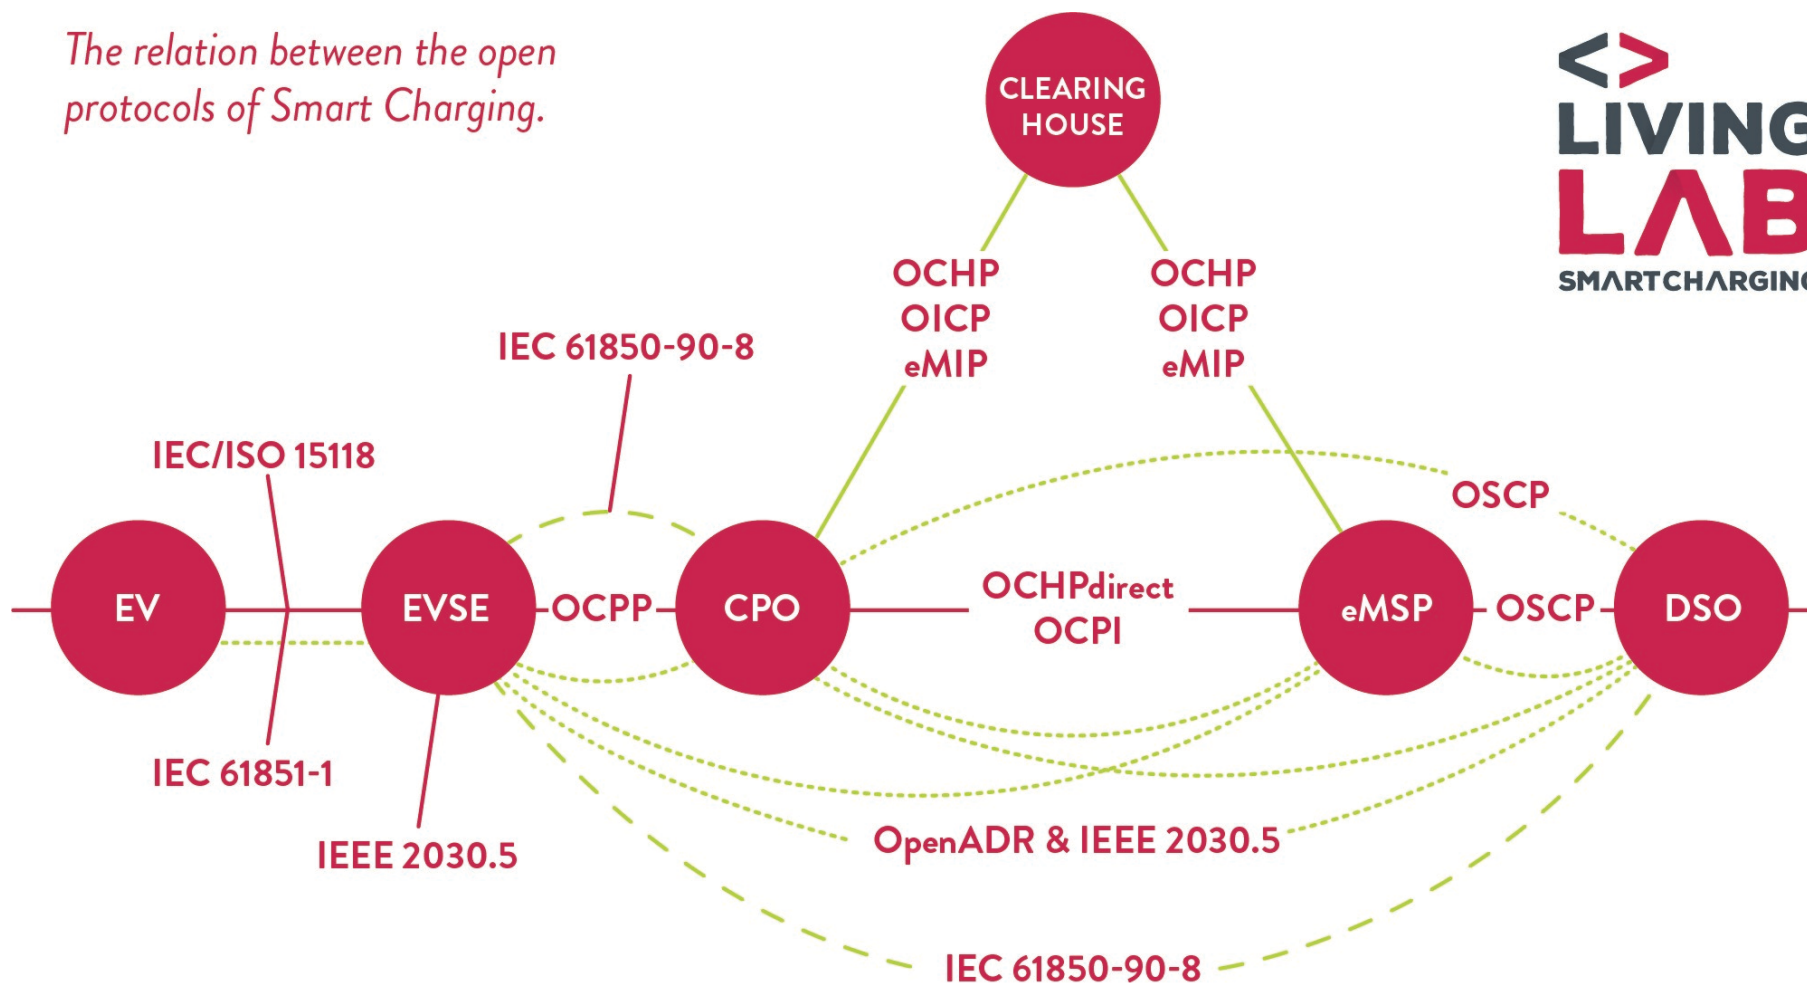 The relation between the open
protocols of Smart Charging.
CLEARING
HOUSE
LIVING
LAB
SMARTCHARGING
OCHP
OICP
eMIP
OCHP
OICP
eMIP
IEC 61850-90-8
IEC/ISO 15118
OSCP
EV
EVSE
OCPP
CPO
OCHPdirect
OCPI
eMSP
OSCP
DSO
IEC 61851-1
IEEE 2030.5
OpenADR & IEEE 2030.5
IEC 61850-90-8